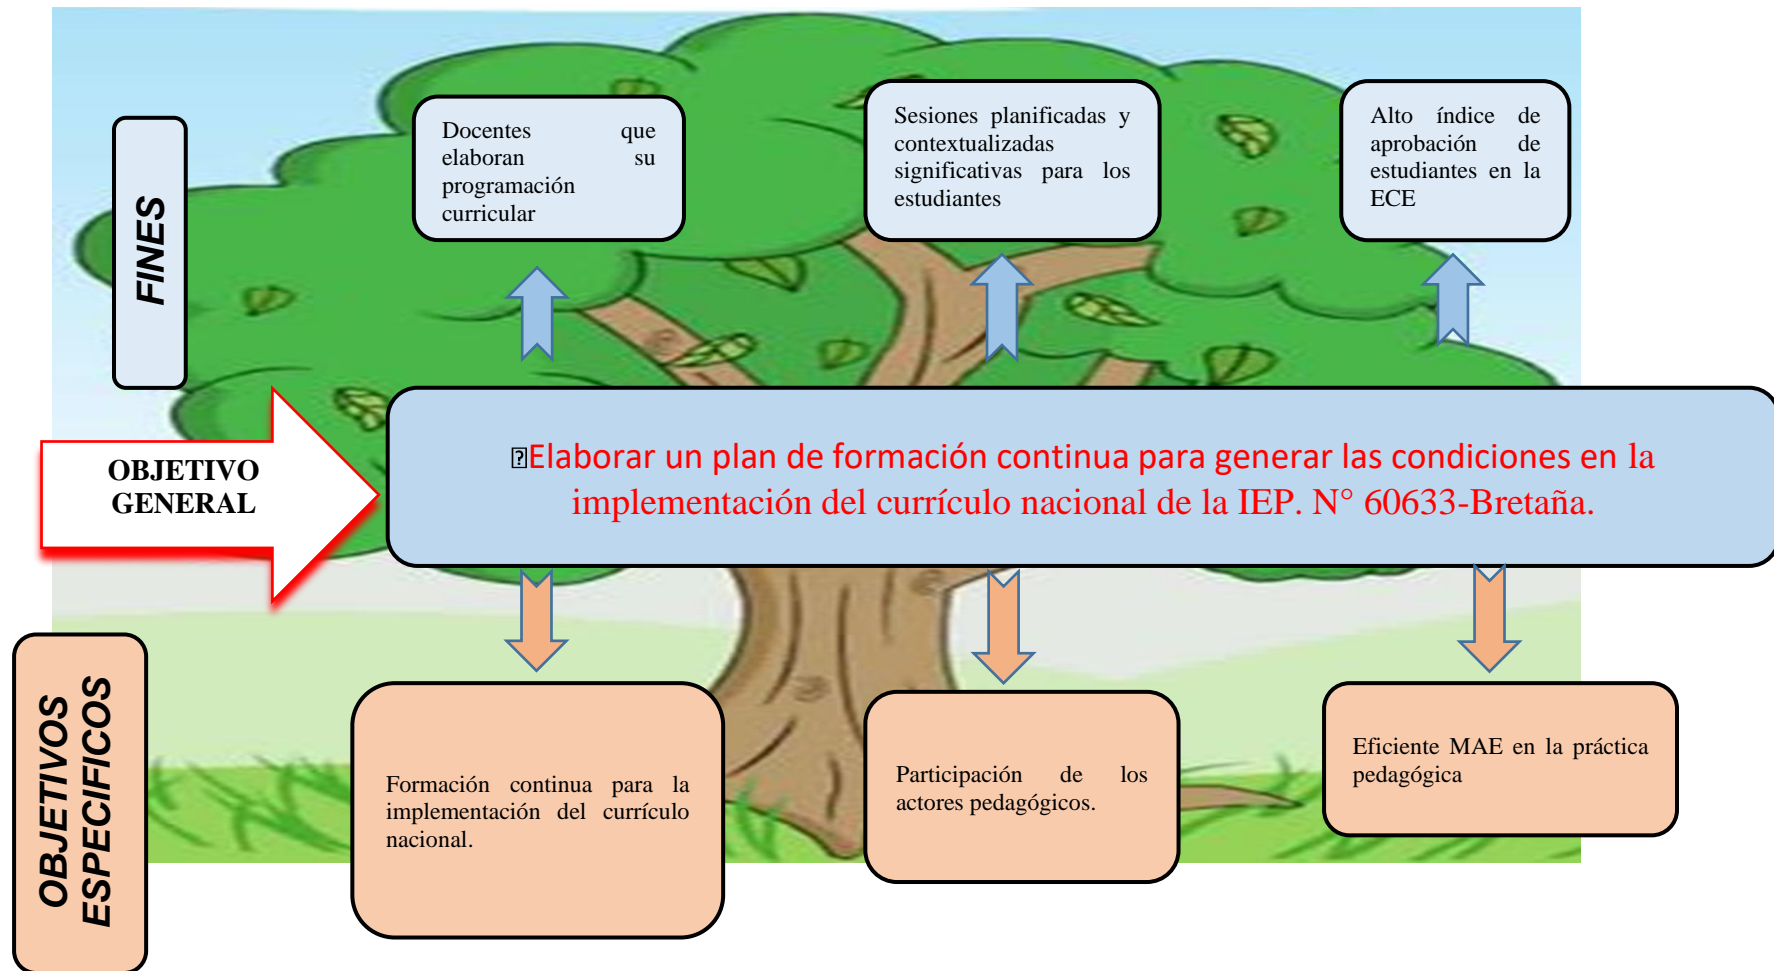 FINES
Docentes que
elaboran su
programación
curricular
Sesiones planificadas y
contextualizadas
significativas para los
estudiantes
Alto índice de
aprobación de
estudiantes en la
ECE
OBJETIVO
GENERAL
Elaborar un plan de formación continua para generar las condiciones en la
implementación del currículo nacional de la IEP. N° 60633-Bretaña.
OBJETIVOS
ESPECIFICOS
Formación continua para la
implementación del currículo
nacional.
Participación de los
actores pedagógicos.
Eficiente MAE en la práctica
pedagógica